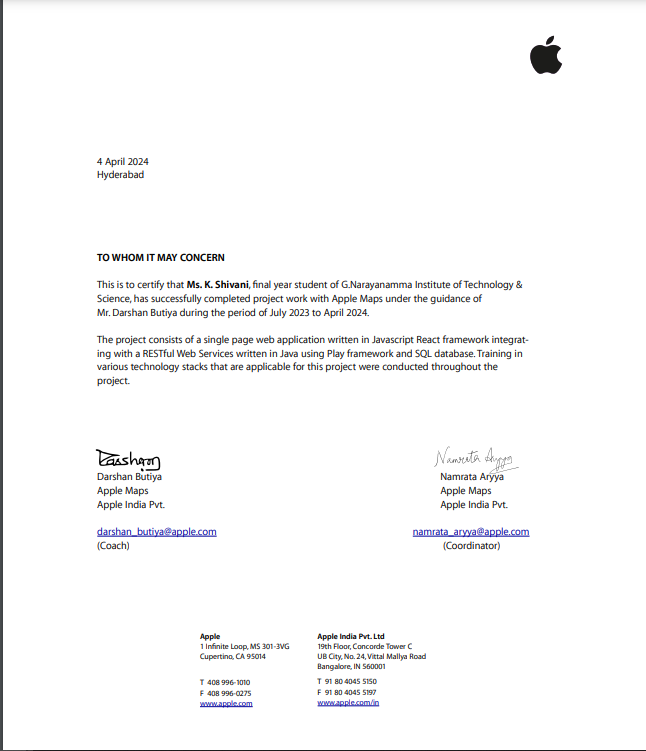 4 April 2024
Hyderabad
TO WHOM IT MAY CONCERN
This is to certify that Ms. K. Shivani, final year student of G.Narayanamma Institute of Technology &
Science, has successfully completed project work with Apple Maps under the guidance of
Mr. Darshan Butiya during the period of July 2023 to April 2024.
The project consists of a single page web application written in Javascript React framework integrat-
ing with a RESTful Web Services written in Java using Play framework and SQL database. Training in
various technology stacks that are applicable for this project were conducted throughout the
project.
Darshan
Darshan Butiya
Apple Maps
Apple India Pvt.
darshan_butiya@apple.com
(Coach)
Namrata Aryya
Namrata Aryya
Apple Maps
Apple India Pvt.
namrata_aryya@apple.com
(Coordinator)
Apple
1 Infinite Loop, MS 301-3VG
Cupertino, CA 95014
T 408 996-1010
F 408 996-0275
www.apple.com
Apple India Pvt. Ltd
19th Floor, Concorde Tower C
UB City, No. 24, Vittal Mallya Road
Bangalore, IN 560001
T 91 80 4045 5150
F 91 80 4045 5197
www.apple.com/in